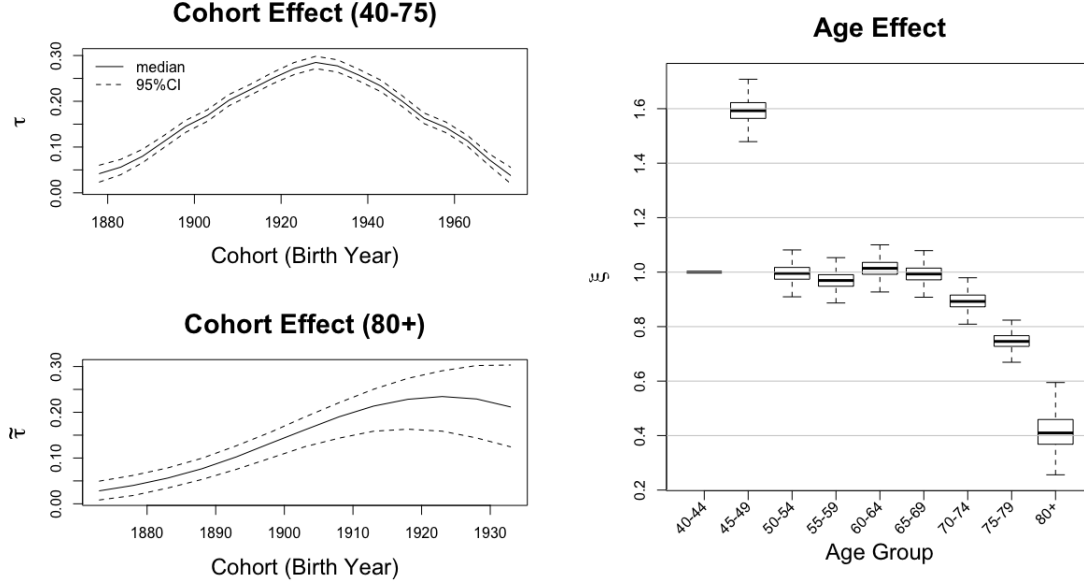 Cohort Effect (40-75)
median
95%CI
0.00 0.10 0.20 0.30
τ
1880 1900 1920 1940 1960
Cohort (Birth Year)
Cohort Effect (80+)
0.00 0.10 0.20 0.30
τ̃
1880 1890 1900 1910 1920 1930
Cohort (Birth Year)
Age Effect
0.2 0.4 0.6 0.8 1.0 1.2 1.4 1.6
ξ
40-44 45-49 50-54 55-59 60-64 65-69 70-74 75-79 80+
Age Group